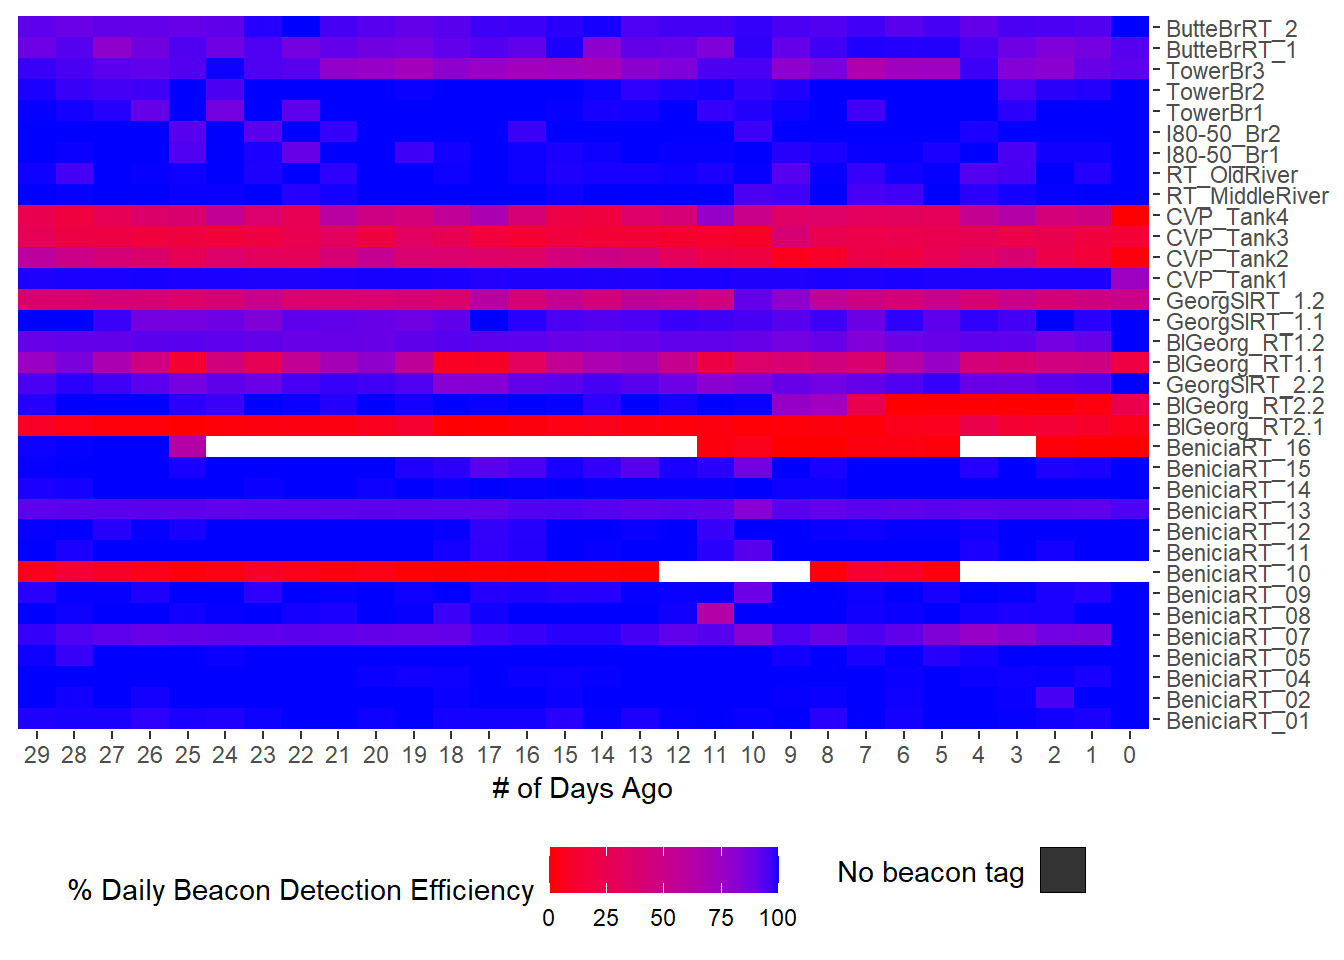 ButteBrRT_2
ButteBrRT_1
TowerBr3
TowerBr2
TowerBr1
I80-50_Br2
I80-50_Br1
RT_OldRiver
RT_MiddleRiver
CVP_Tank4
CVP_Tank3
CVP_Tank2
CVP_Tank1
GeorgSlRT_1.2
GeorgSlRT_1.1
BlGeorg_RT1.2
BlGeorg_RT1.1
GeorgSlRT_2.2
BlGeorg_RT2.2
BlGeorg_RT2.1
BeniciaRT_16
BeniciaRT_15
BeniciaRT_14
BeniciaRT_13
BeniciaRT_12
BeniciaRT_11
BeniciaRT_10
BeniciaRT_09
BeniciaRT_08
BeniciaRT_07
BeniciaRT_05
BeniciaRT_04
BeniciaRT_02
BeniciaRT_01
29 28 27 26 25 24 23 22 21 20 19 18 17 16 15 14 13 12 11 10 9 8 7 6 5 4 3 2 1 0
# of Days Ago
% Daily Beacon Detection Efficiency
0 25 50 75 100
No beacon tag